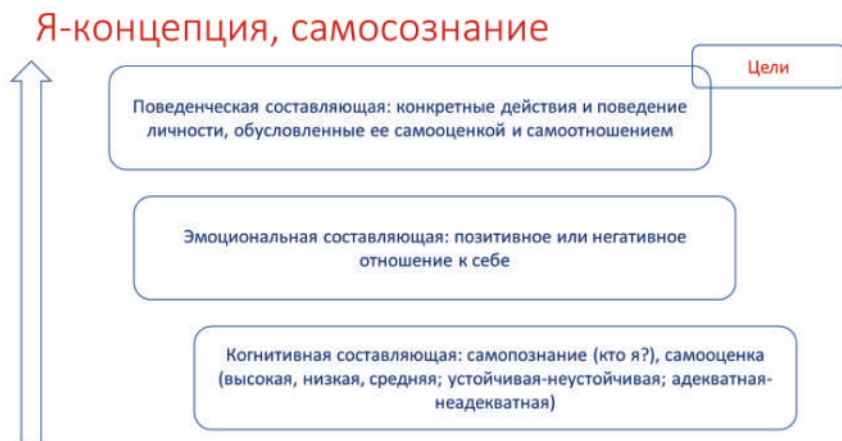 Я-концепция, самосознание
Цели
Поведенческая составляющая: конкретные действия и поведение
личности, обусловленные ее самооценкой и самоотношением
Эмоциональная составляющая: позитивное или негативное
отношение к себе
Когнитивная составляющая: самопознание (кто я?), самооценка
(высокая, низкая, средняя; устойчивая-неустойчивая; адекватная-
неадекватная)